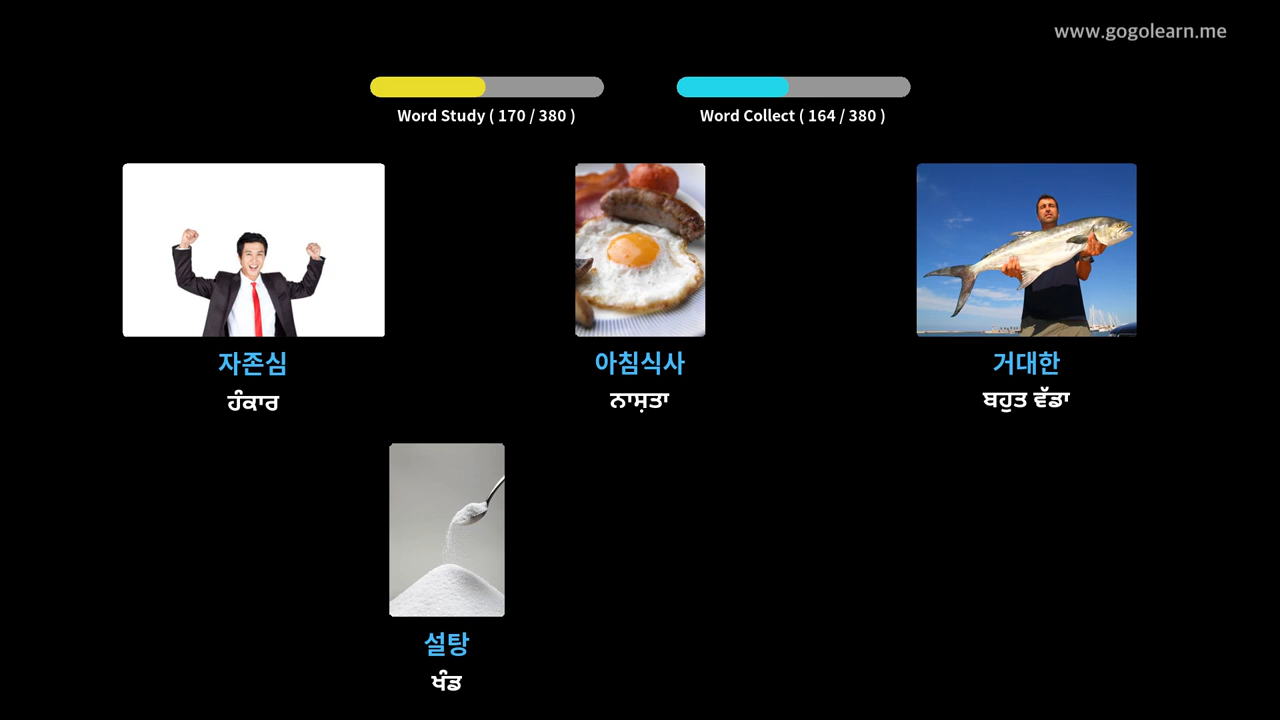 www.gogolearn.me
Word Study ( 170 / 380 )
Word Collect ( 164 / 380 )
자존심
ਹੰਕਾਰ
아침식사
ਨਾਸ਼ਤਾ
거대한
ਬਹੁਤ ਵੱਡਾ
설탕
ਖੰਡ